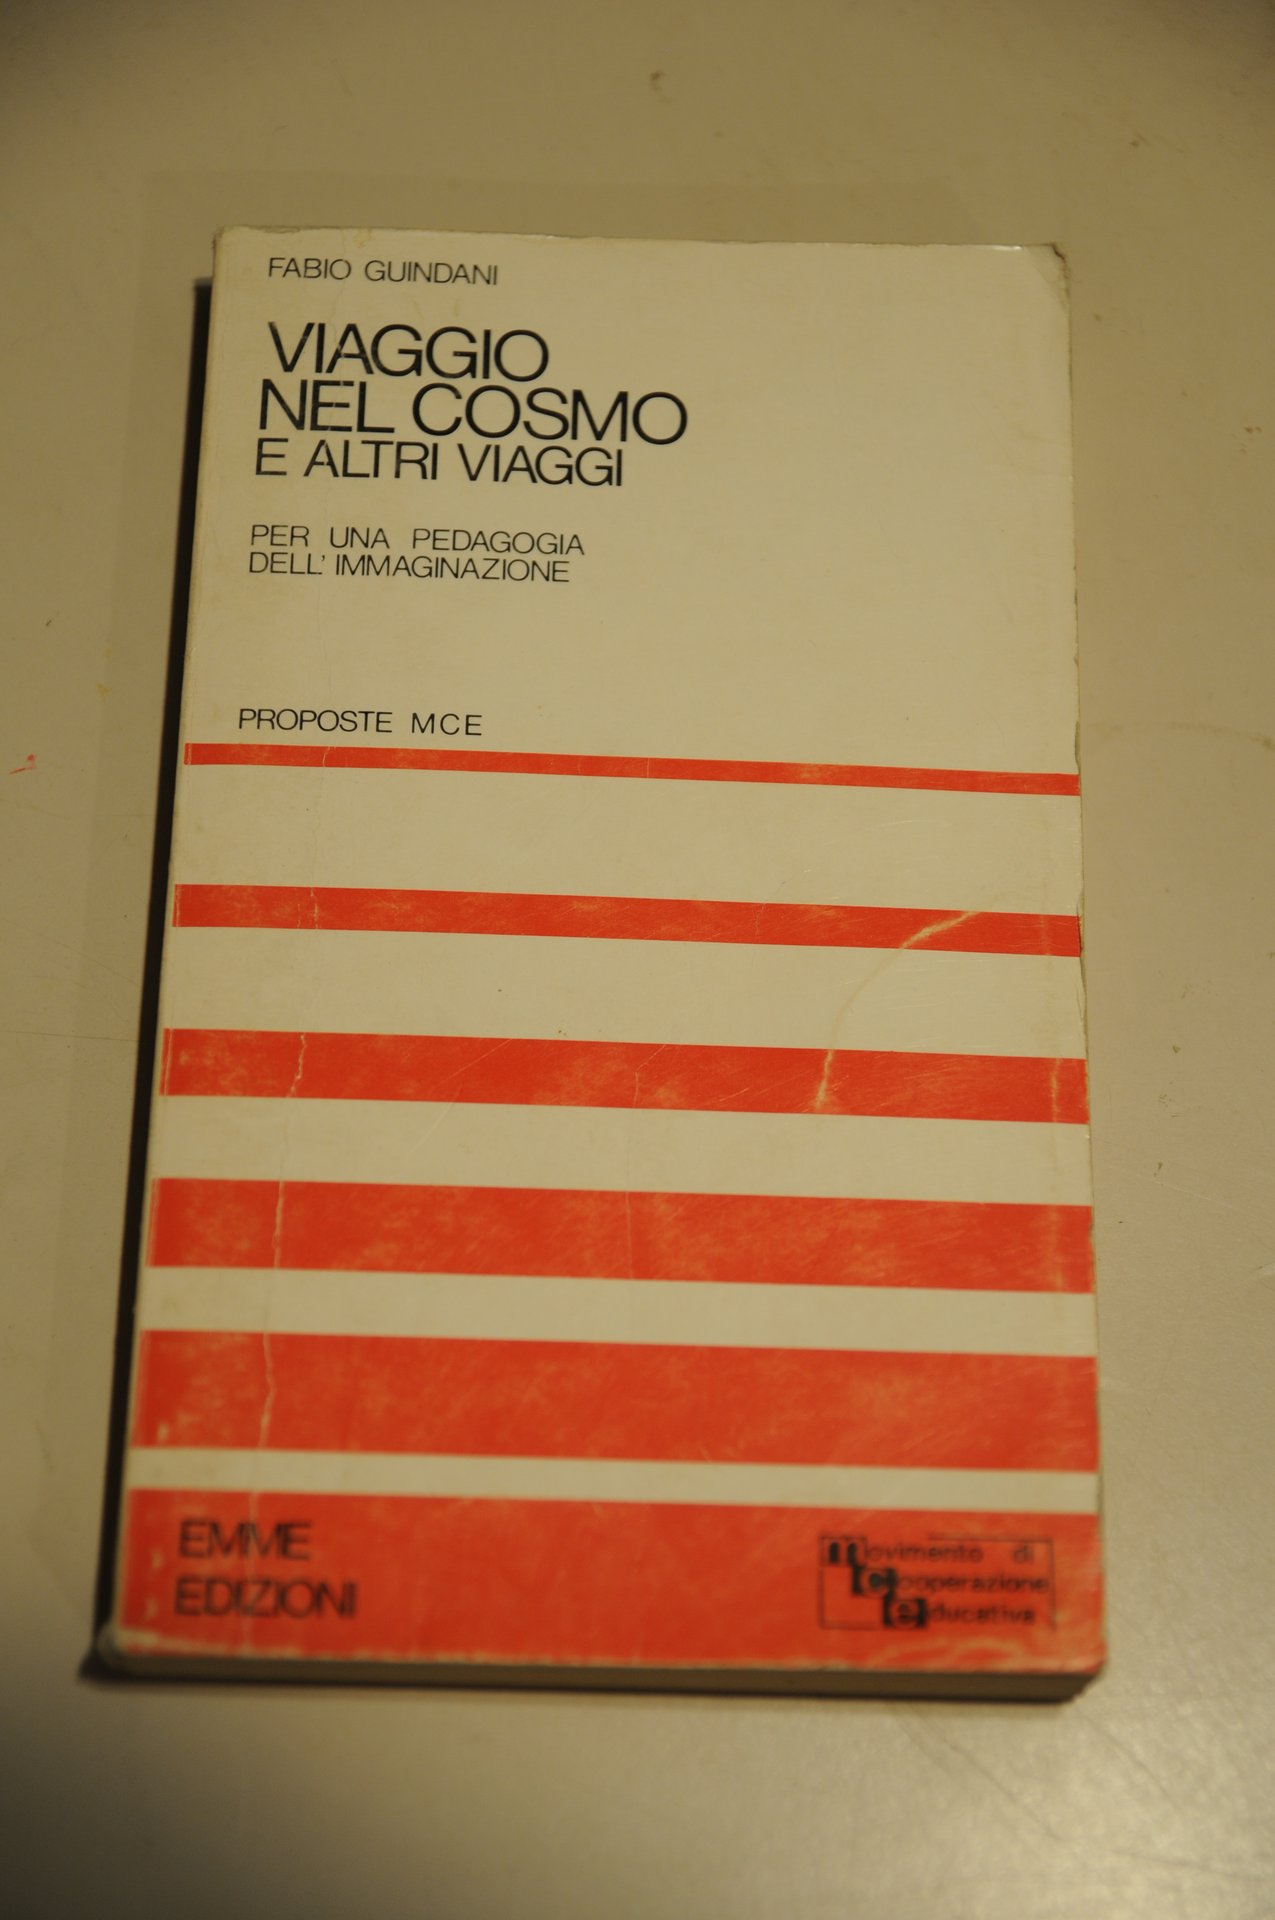 FABIO GUINDANI
VIAGGIO
NEL COSMO
E ALTRI VIAGGI
PER UNA PEDAGOGIA
DELL'IMMAGINAZIONE
PROPOSTE MCE
EMME
EDIZIONI
movimento di
cooperazione
educativa